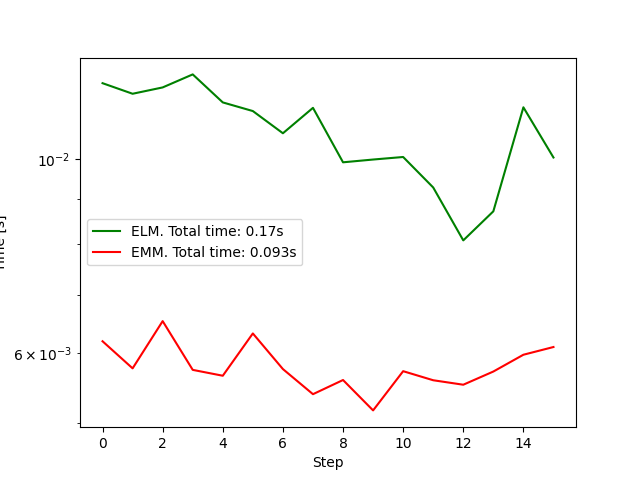 10⁻²
6 × 10⁻³
Time [s]
ELM. Total time: 0.17s
EMM. Total time: 0.093s
0 2 4 6 8 10 12 14
Step